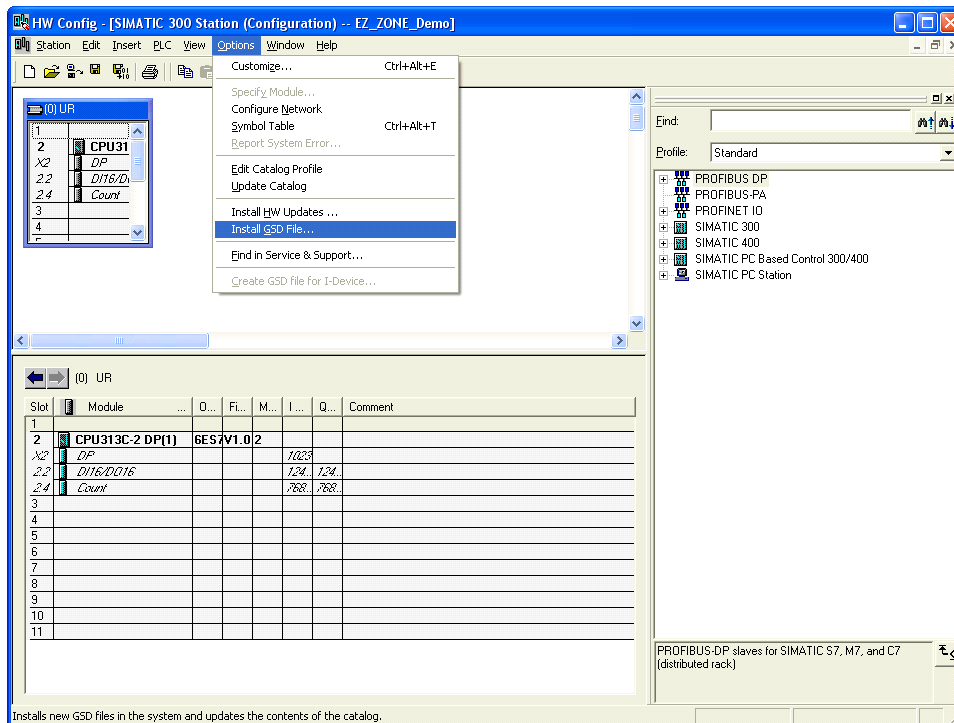 HW Config - [SIMATIC 300 Station (Configuration) -- EZ_ZONE_Demo]
Station Edit Insert PLC View Options Window Help
Customize... Ctrl+Alt+E
Specify Module...
Configure Network
Symbol Table Ctrl+Alt+T
Report System Error...
Edit Catalog Profile
Update Catalog
Install HW Updates ...
Install GSD File...
Find in Service & Support...
Create GSD file for I-Device...
(0) UR
1
2 CPU31
X2 DP
2.2 DI16/D
2.4 Count
3
4
Find:
Profile: Standard
PROFIBUS DP
PROFIBUS-PA
PROFINET IO
SIMATIC 300
SIMATIC 400
SIMATIC PC Based Control 300/400
SIMATIC PC Station
PROFIBUS-DP slaves for SIMATIC S7, M7, and C7
(distributed rack)
(0) UR
Slot Module ... O... Fi... M... I ... Q... Comment
1
2 CPU313C-2 DP(1) 6ES7 V1.0 2
X2 DP 1023
2.2 DI16/DO16 124... 124...
2.4 Count 768... 768...
3
4
5
6
7
8
9
10
11
Installs new GSD files in the system and updates the contents of the catalog.